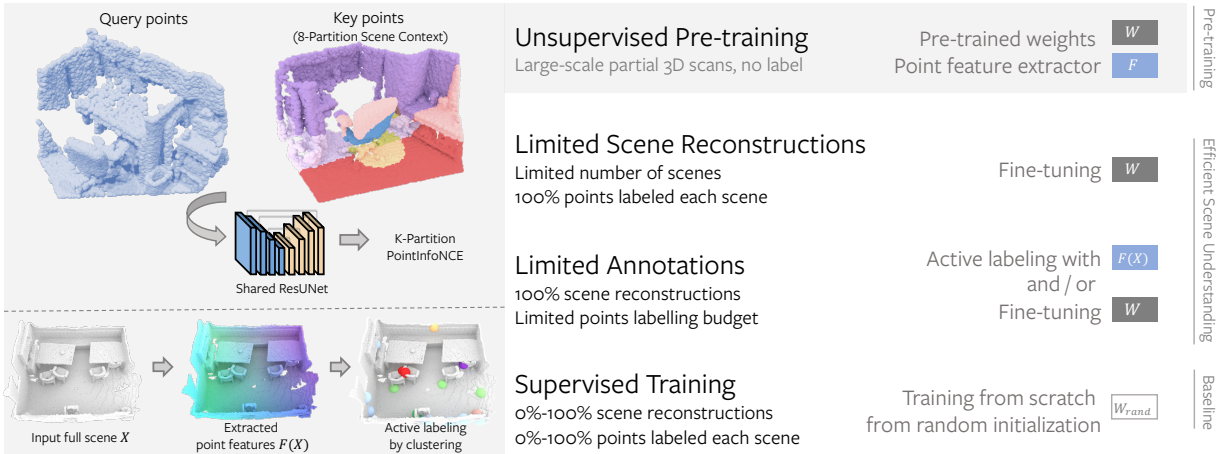 Query points
Key points
(8-Partition Scene Context)
Shared ResUNet
K-Partition
PointInfoNCE
Input full scene X
Extracted
point features F(X)
Active labeling
by clustering
Unsupervised Pre-training
Large-scale partial 3D scans, no label
Pre-trained weights W
Point feature extractor F
Pre-training
Limited Scene Reconstructions
Limited number of scenes
100% points labeled each scene
Fine-tuning W
Limited Annotations
100% scene reconstructions
Limited points labelling budget
Active labeling with F(X)
and / or
Fine-tuning W
Efficient Scene Understanding
Supervised Training
0%-100% scene reconstructions
0%-100% points labeled each scene
Training from scratch
from random initialization W_rand
Baseline